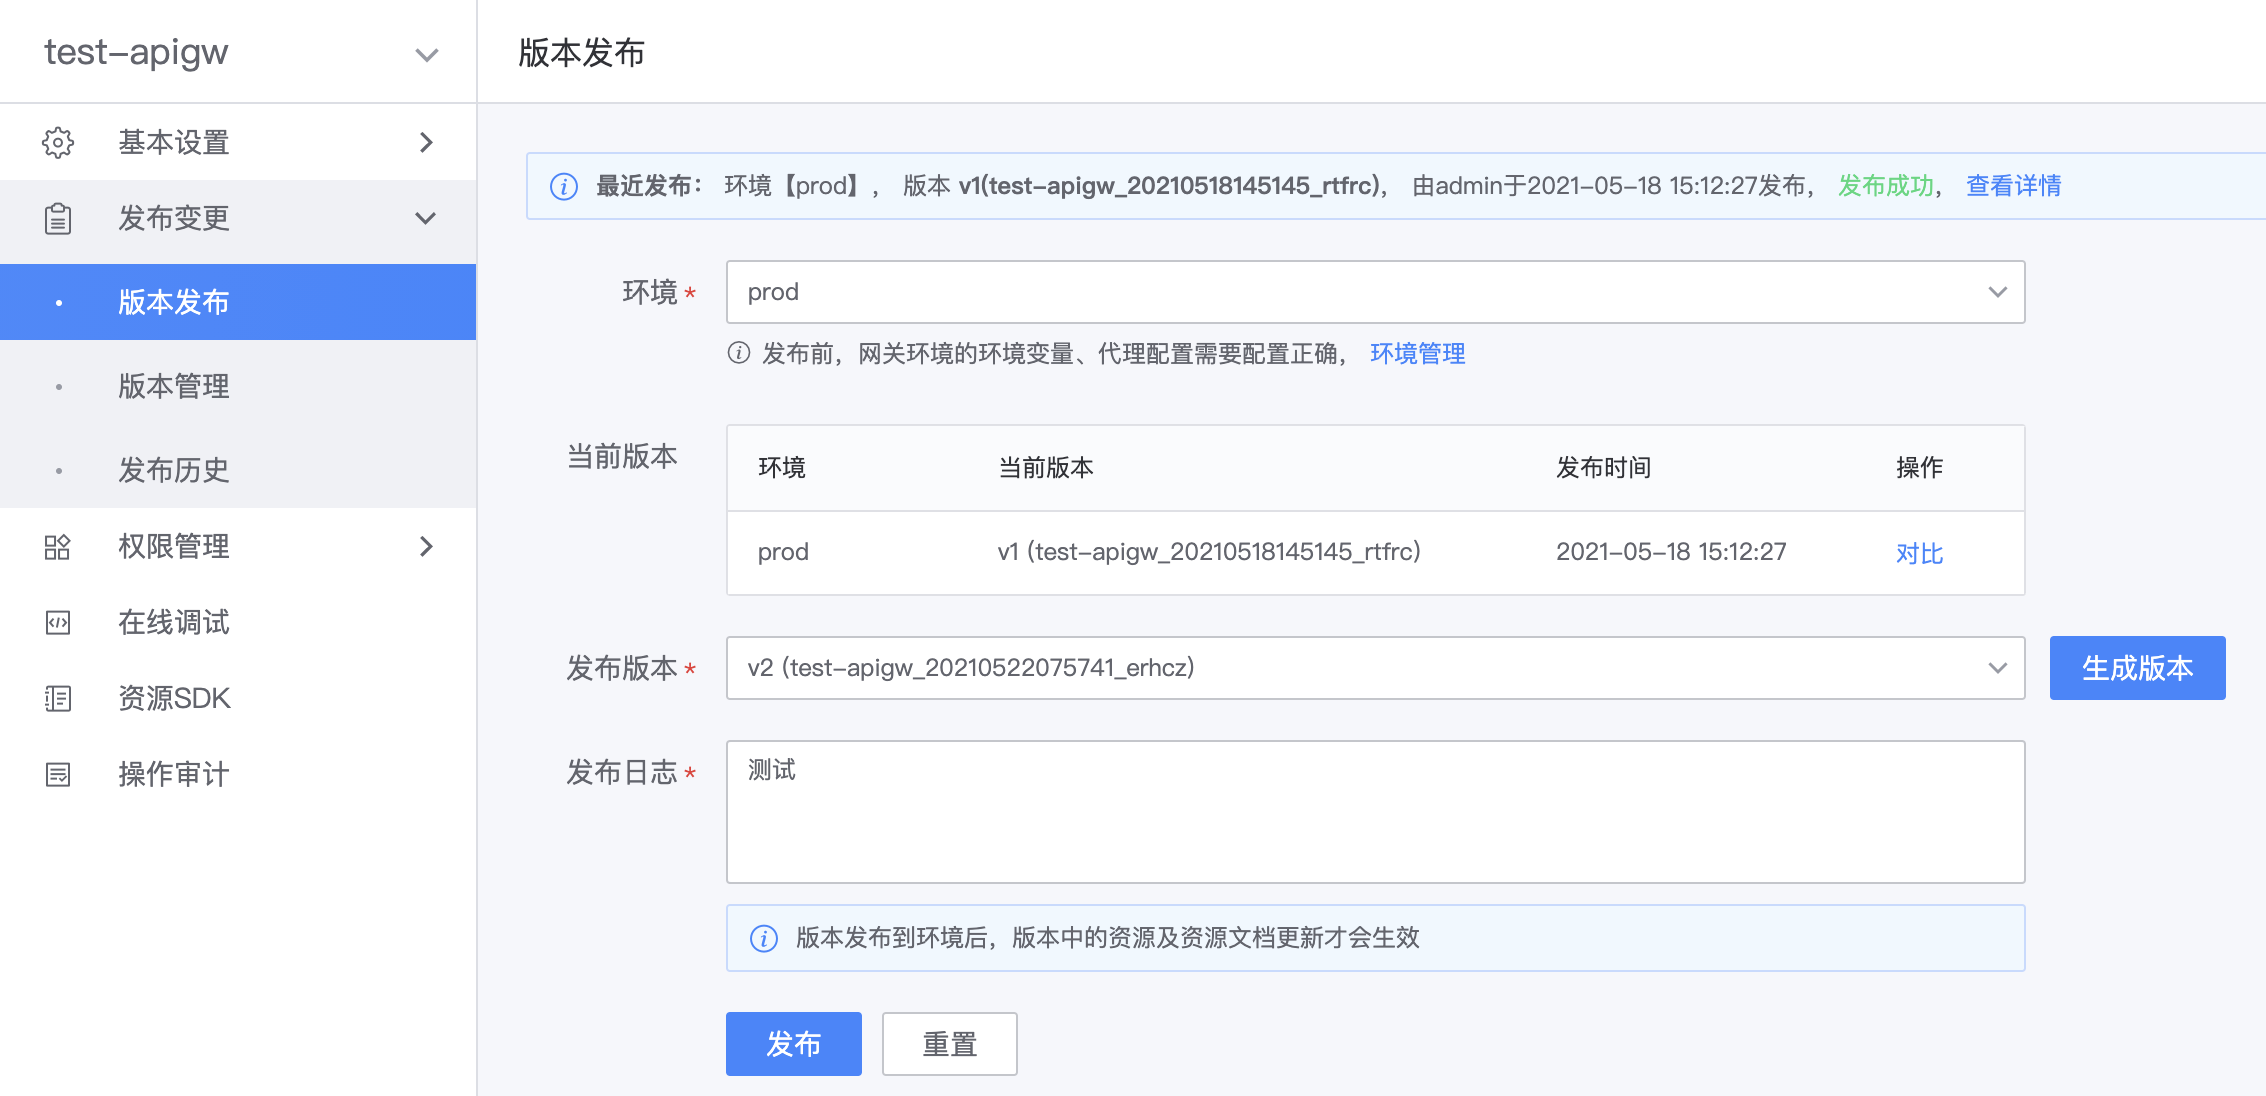 test-apigw
版本发布
基本设置
发布变更
版本发布
版本管理
发布历史
权限管理
在线调试
资源SDK
操作审计
最近发布： 环境【prod】， 版本 v1(test-apigw_20210518145145_rtfrc)， 由admin于2021-05-18 15:12:27发布， 发布成功， 查看详情
环境 * prod
发布前，网关环境的环境变量、代理配置需要配置正确， 环境管理
当前版本
环境 当前版本 发布时间 操作
prod v1 (test-apigw_20210518145145_rtfrc) 2021-05-18 15:12:27 对比
发布版本 * v2 (test-apigw_20210522075741_erhcz) 生成版本
发布日志 * 测试
版本发布到环境后，版本中的资源及资源文档更新才会生效
发布 重置